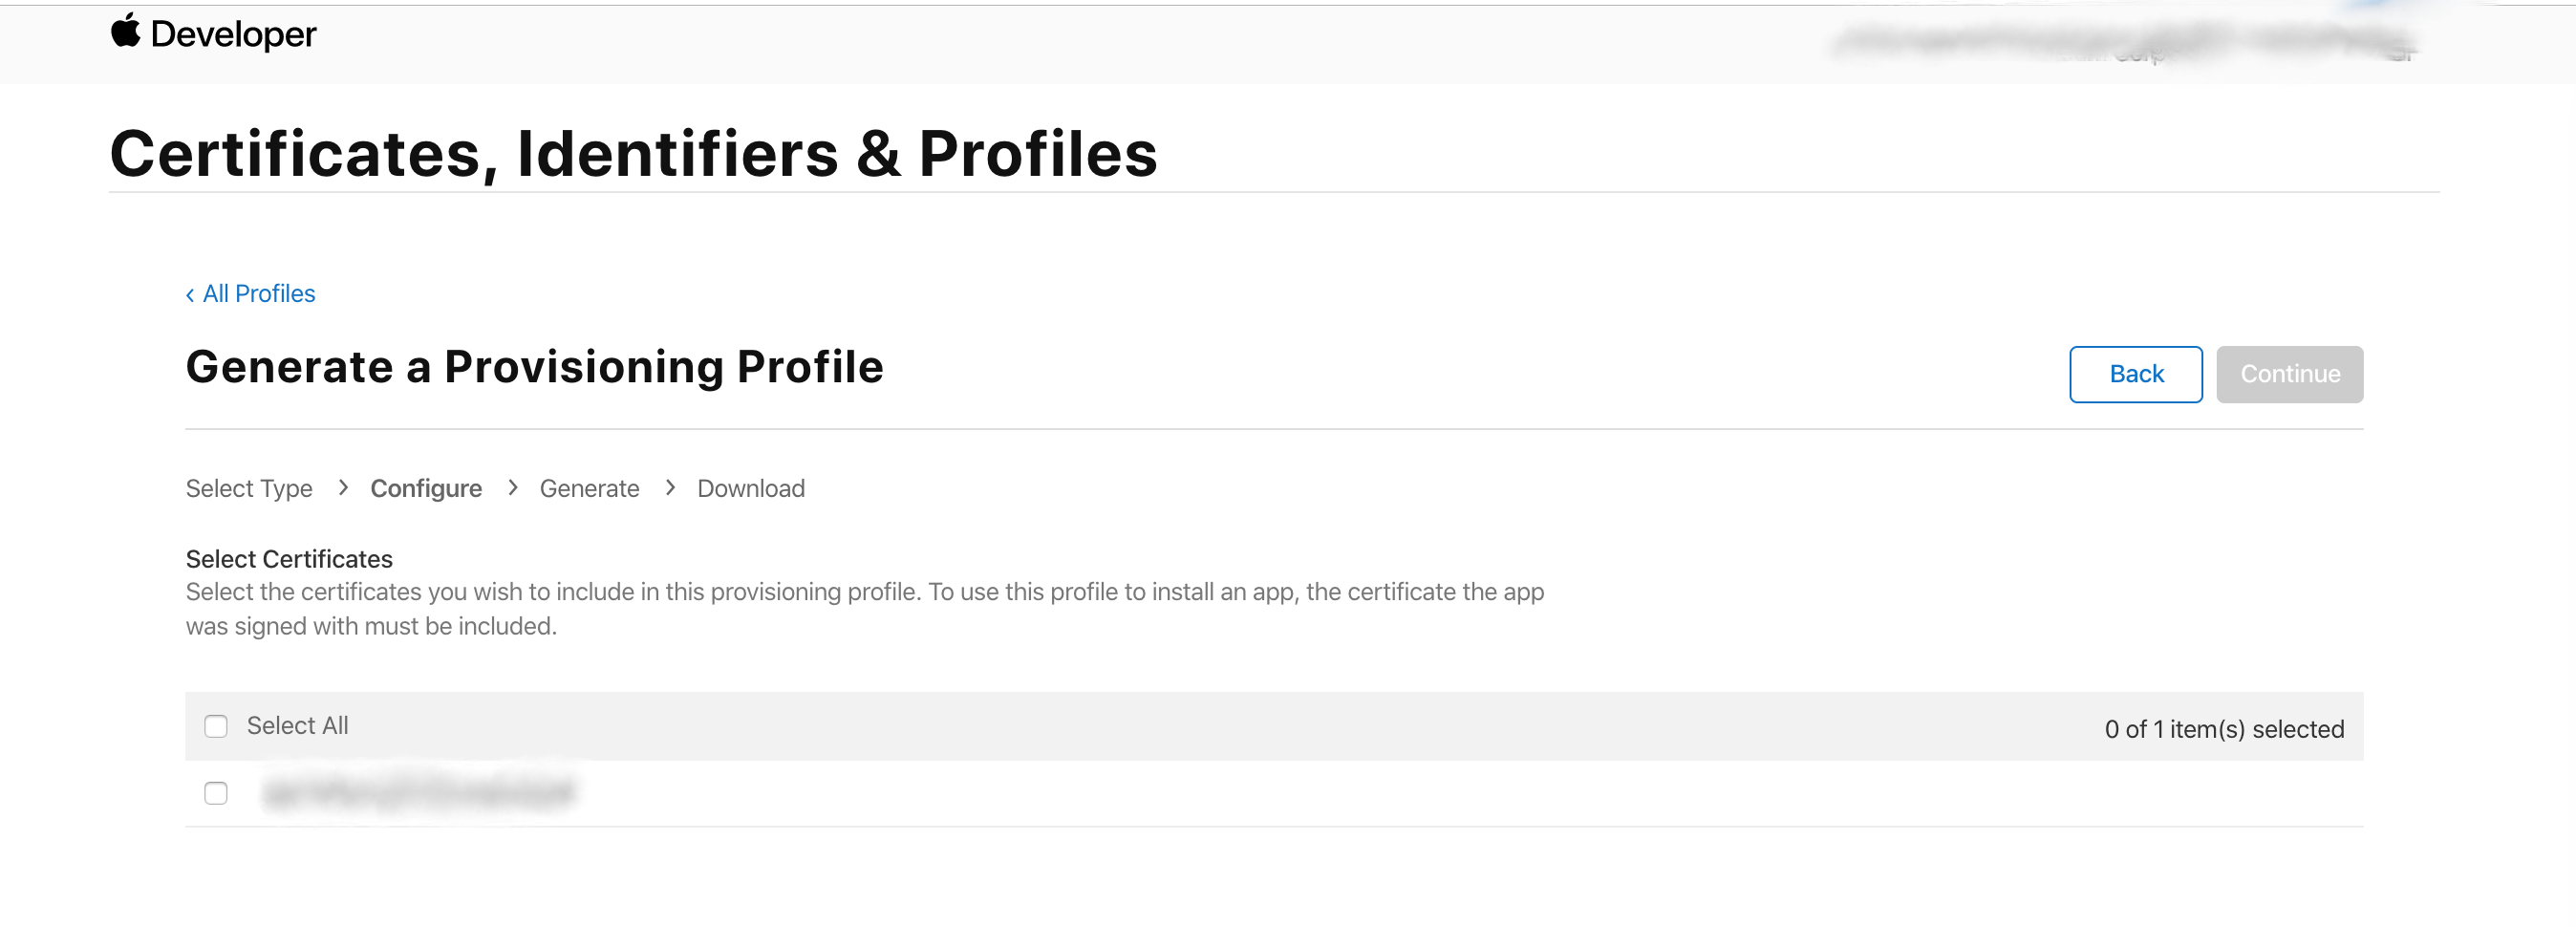 Developer
Certificates, Identifiers & Profiles
‹ All Profiles
Generate a Provisioning Profile
Back
Continue
Select Type > Configure > Generate > Download
Select Certificates
Select the certificates you wish to include in this provisioning profile. To use this profile to install an app, the certificate the app
was signed with must be included.
Select All
0 of 1 item(s) selected